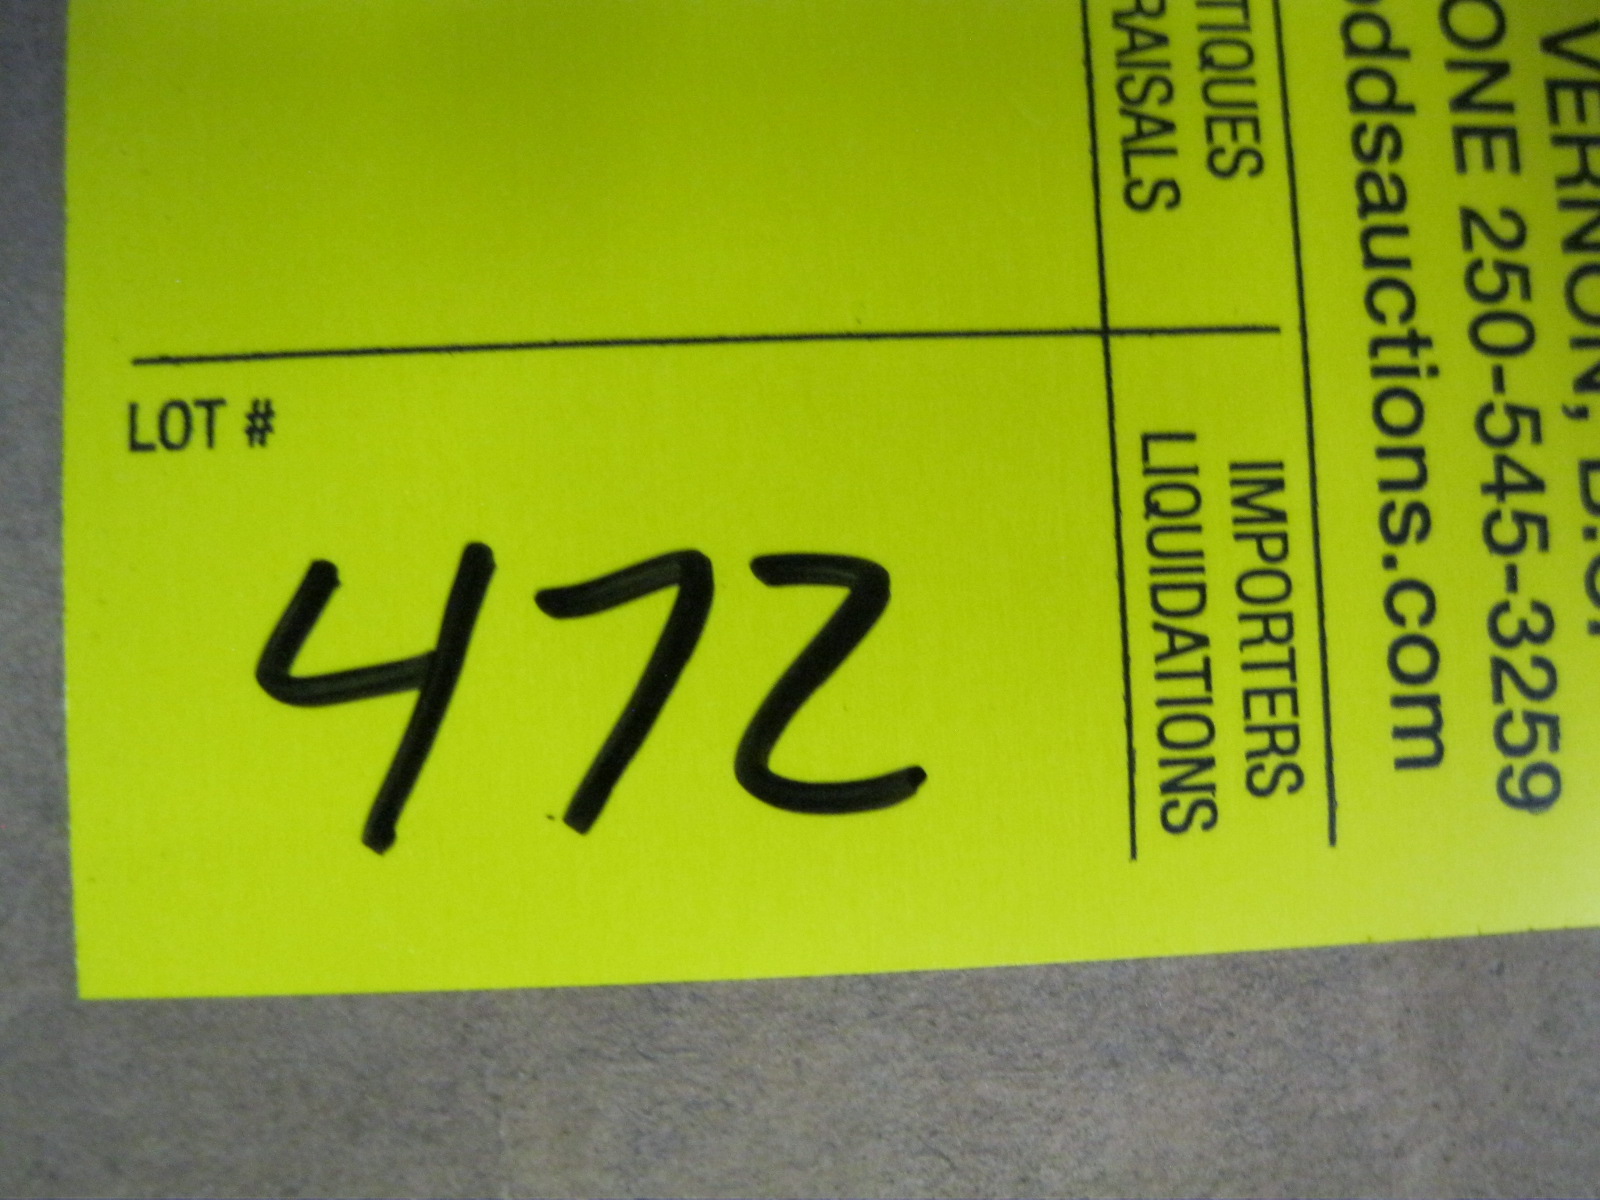 LOT #
472
VERNON, B.C.
ONE 250-545-3259
oddsauctions.com
TIQUES
IMPORTERS
RAISALS
LIQUIDATIONS